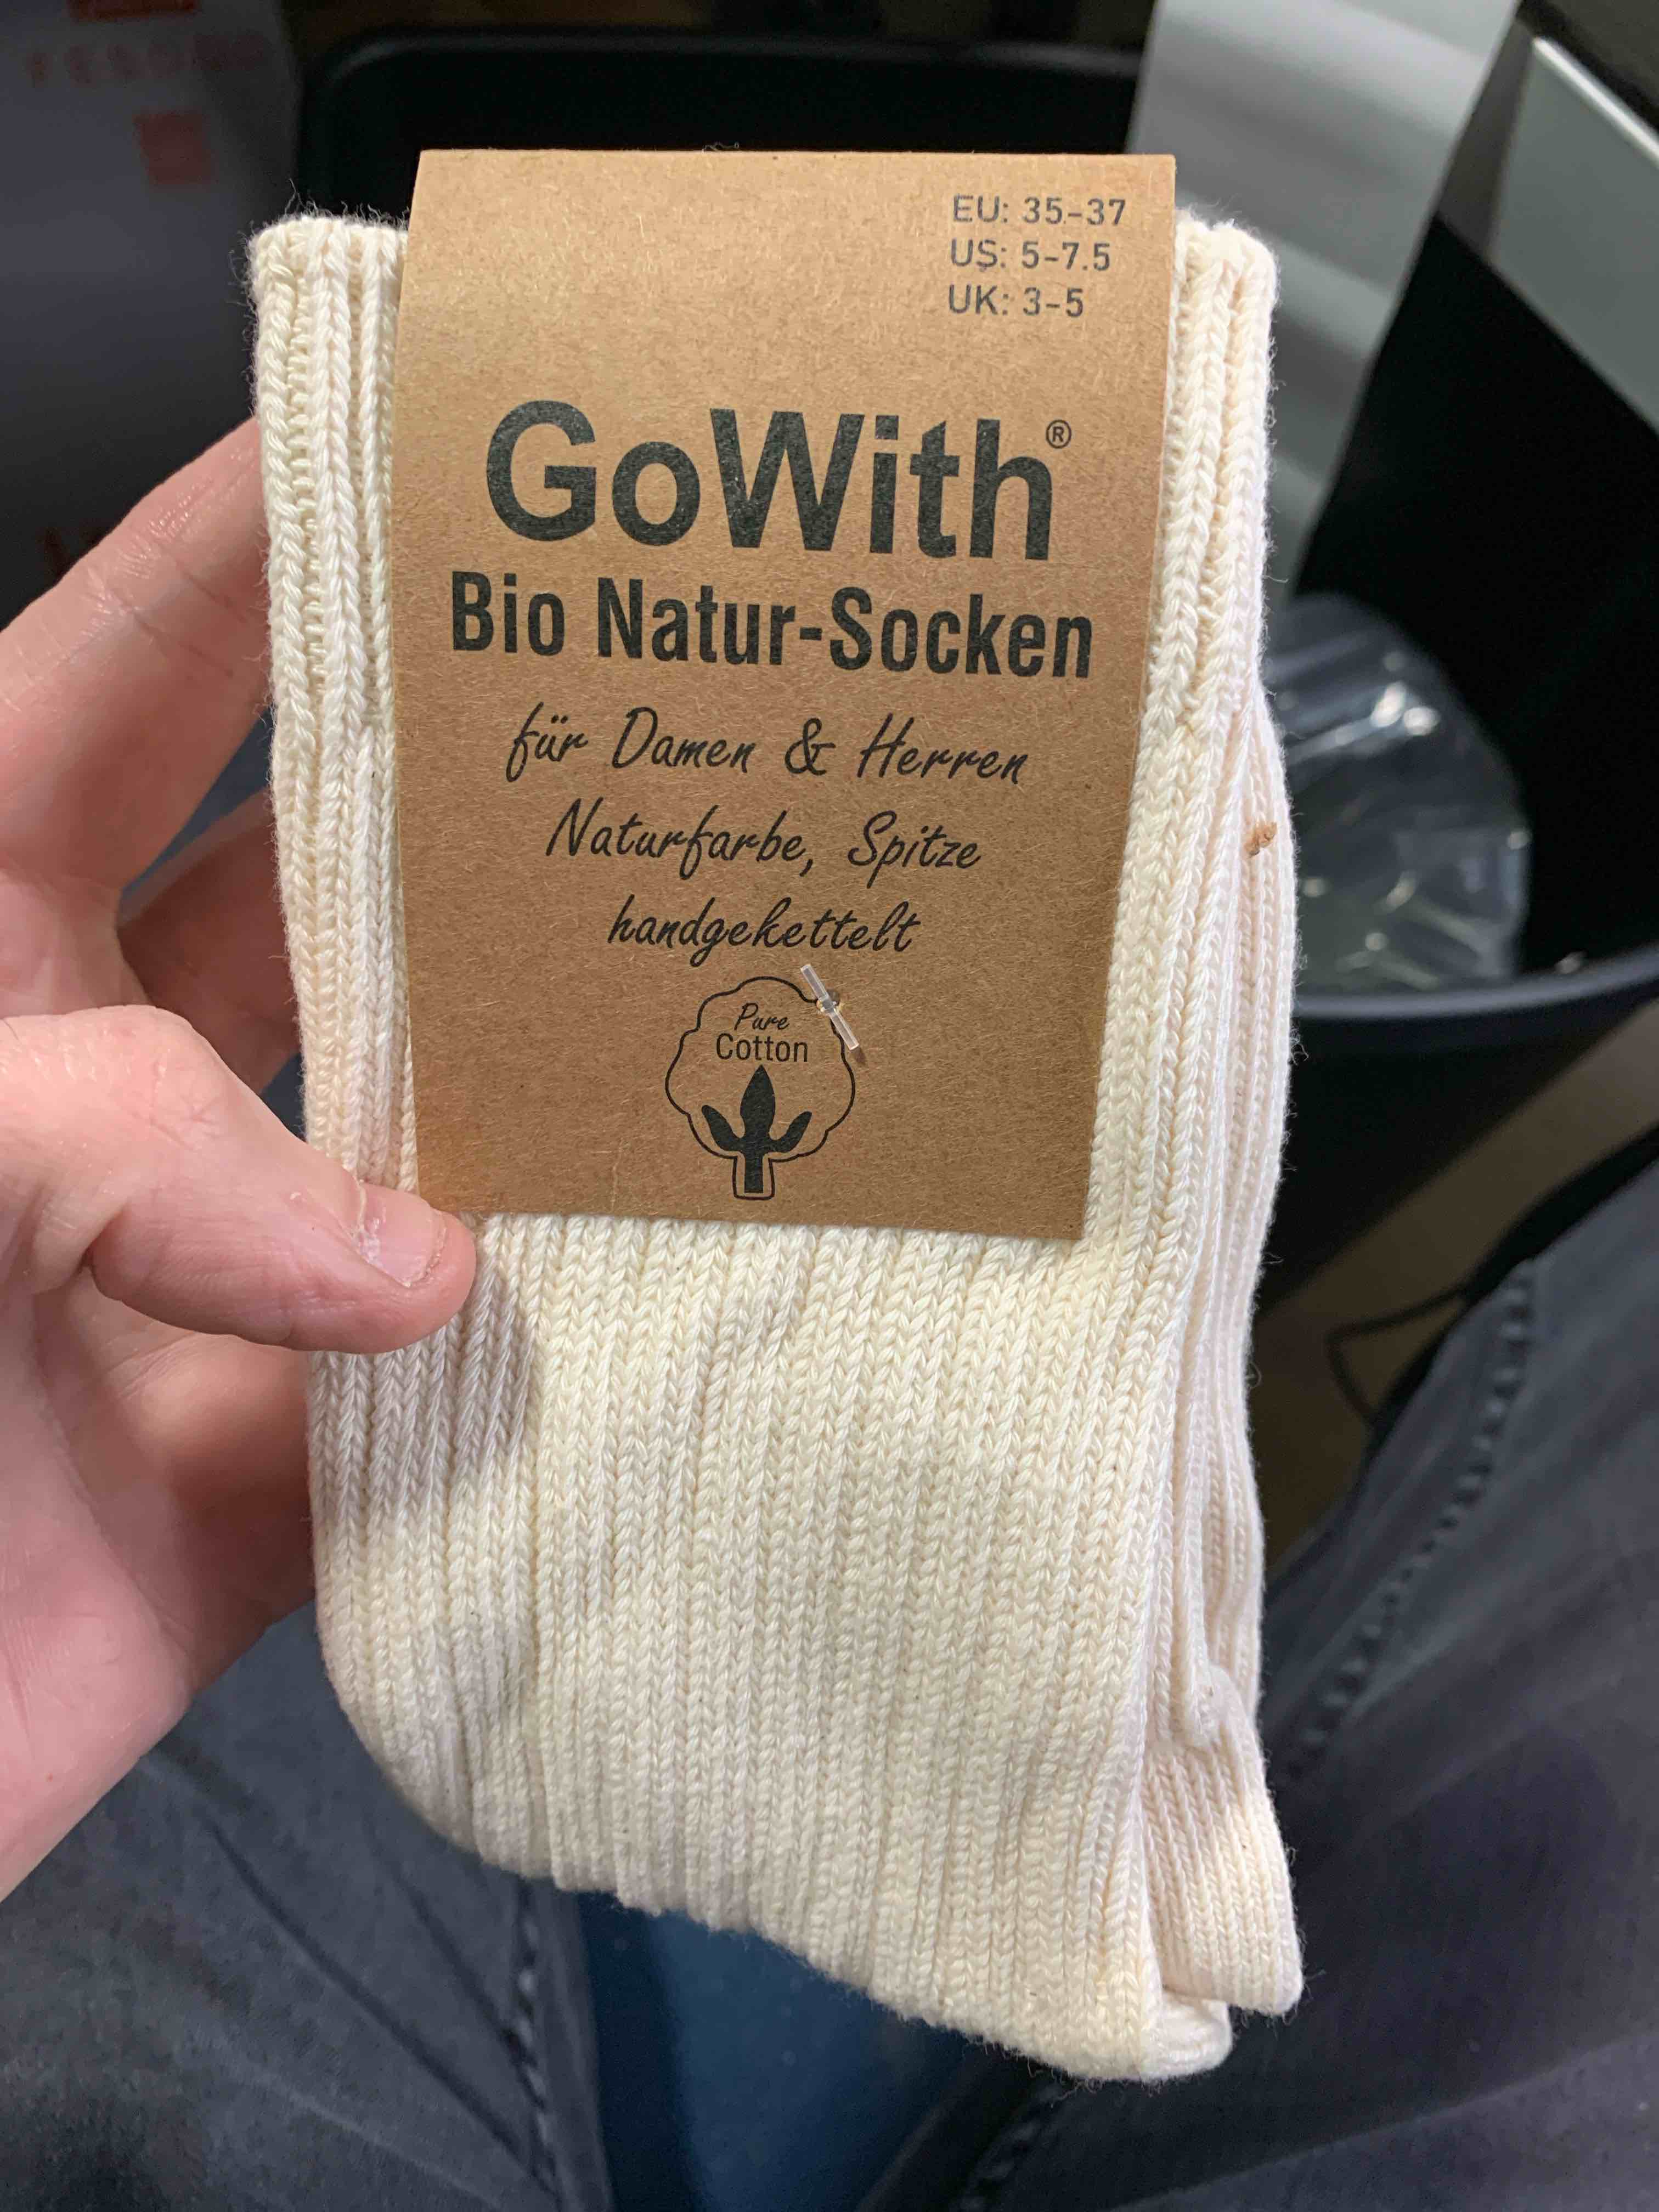 EU: 35-37
US: 5-7.5
UK: 3-5
GoWith®
Bio Natur-Socken
für Damen & Herren
Naturfarbe, Spitze
handgekettelt
Pure
Cotton